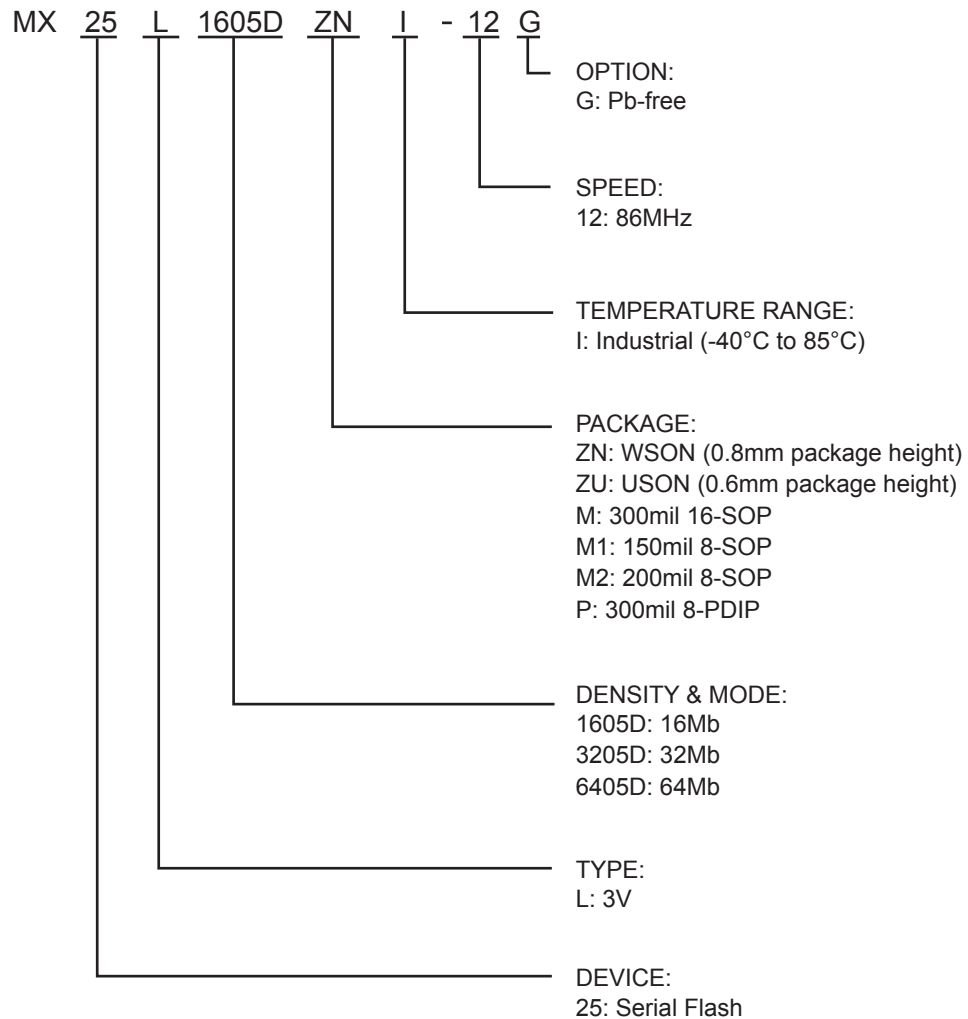 MX 25 L 1605D ZN I - 12 G
OPTION:
G: Pb-free
SPEED:
12: 86MHz
TEMPERATURE RANGE:
I: Industrial (-40°C to 85°C)
PACKAGE:
ZN: WSON (0.8mm package height)
ZU: USON (0.6mm package height)
M: 300mil 16-SOP
M1: 150mil 8-SOP
M2: 200mil 8-SOP
P: 300mil 8-PDIP
DENSITY & MODE:
1605D: 16Mb
3205D: 32Mb
6405D: 64Mb
TYPE:
L: 3V
DEVICE:
25: Serial Flash